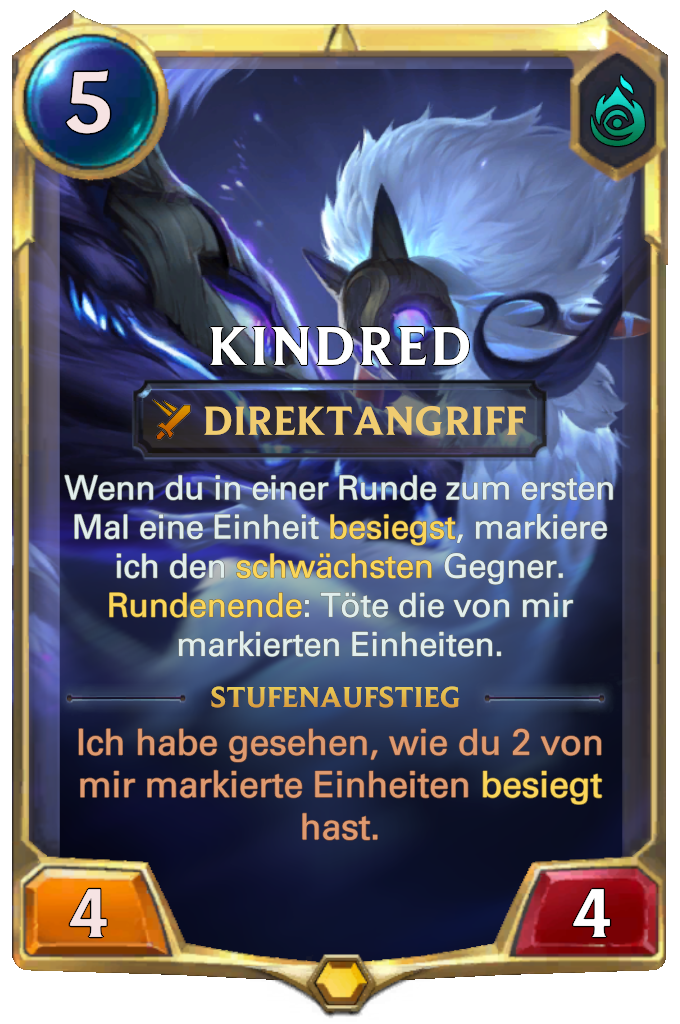 5
KINDRED
DIREKTANGRIFF
Wenn du in einer Runde zum ersten
Mal eine Einheit besiegst, markiere
ich den schwächsten Gegner.
Rundenende: Töte die von mir
markierten Einheiten.
STUFENAUFSTIEG
Ich habe gesehen, wie du 2 von
mir markierte Einheiten besiegt
hast.
4
4